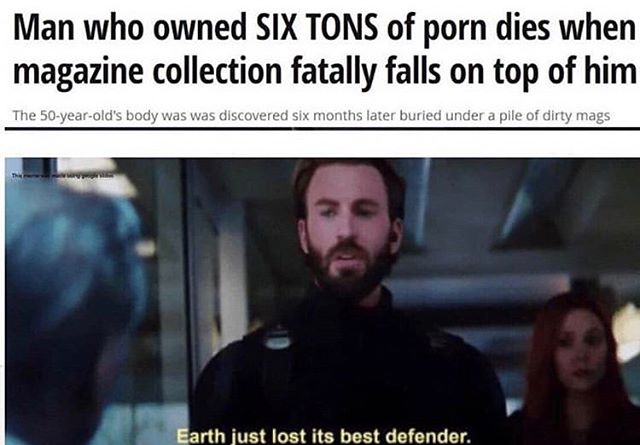 Man who owned SIX TONS of porn dies when
magazine collection fatally falls on top of him
The 50-year-old's body was was discovered six months later buried under a pile of dirty mags
Earth just lost its best defender.